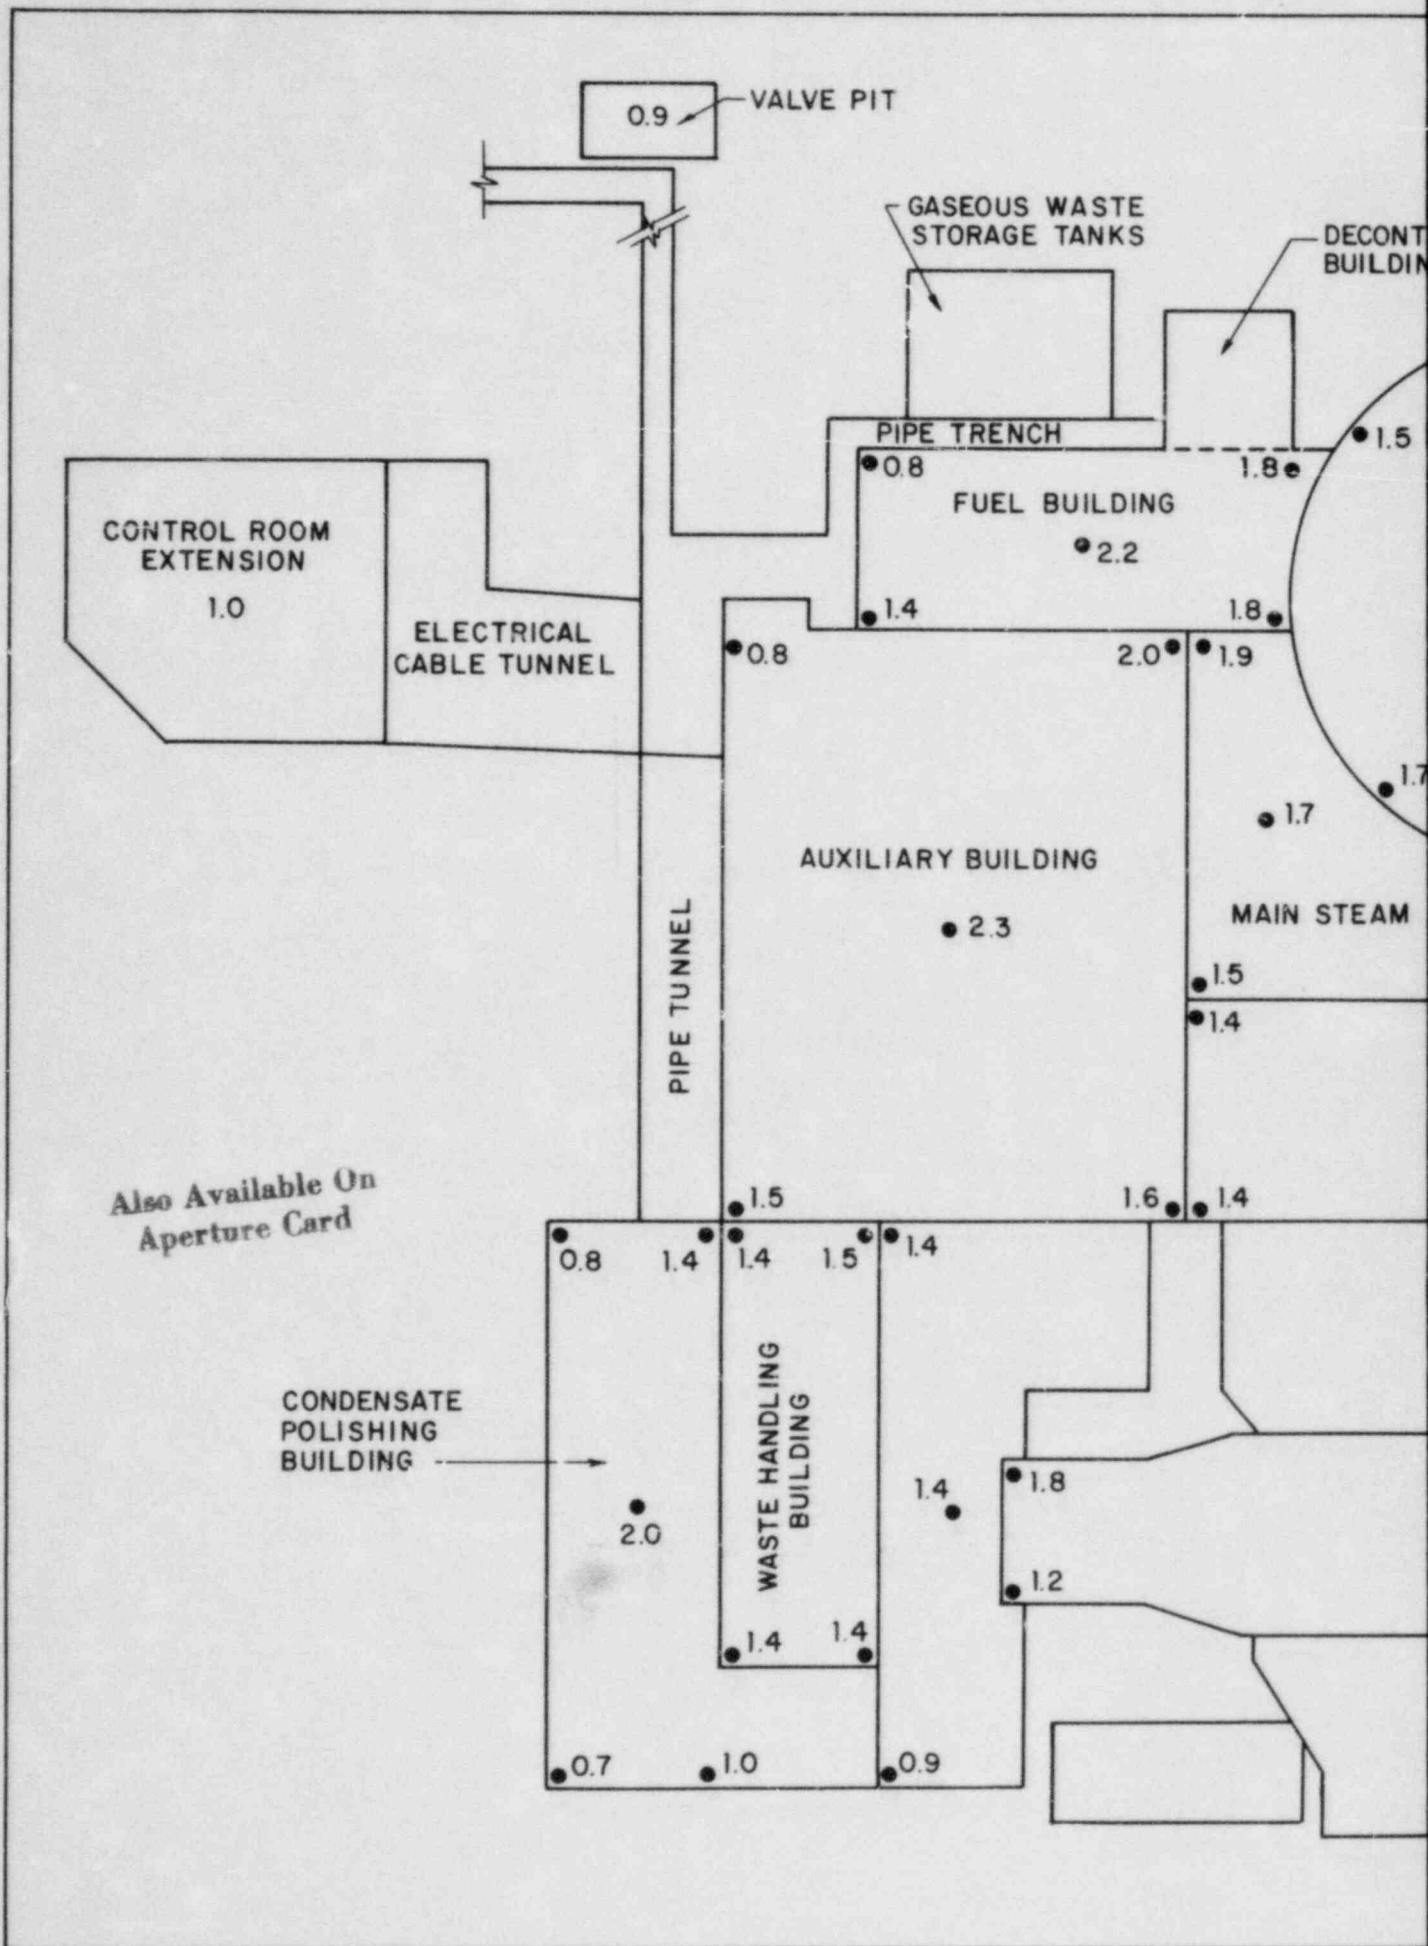 0.9
VALVE PIT
GASEOUS WASTE
STORAGE TANKS
DECONT
BUILDIN
PIPE TRENCH
1.5
0.8
1.8
FUEL BUILDING
2.2
CONTROL ROOM
EXTENSION
1.0
1.4
1.8
ELECTRICAL
CABLE TUNNEL
0.8
2.0
1.9
1.7
1.7
AUXILIARY BUILDING
2.3
MAIN STEAM
PIPE TUNNEL
1.5
1.4
Also Available On
Aperture Card
1.5
1.6
1.4
0.8
1.4
1.4
1.5
1.4
CONDENSATE
POLISHING
BUILDING
WASTE HANDLING
BUILDING
2.0
1.4
1.8
1.2
1.4
1.4
0.7
1.0
0.9